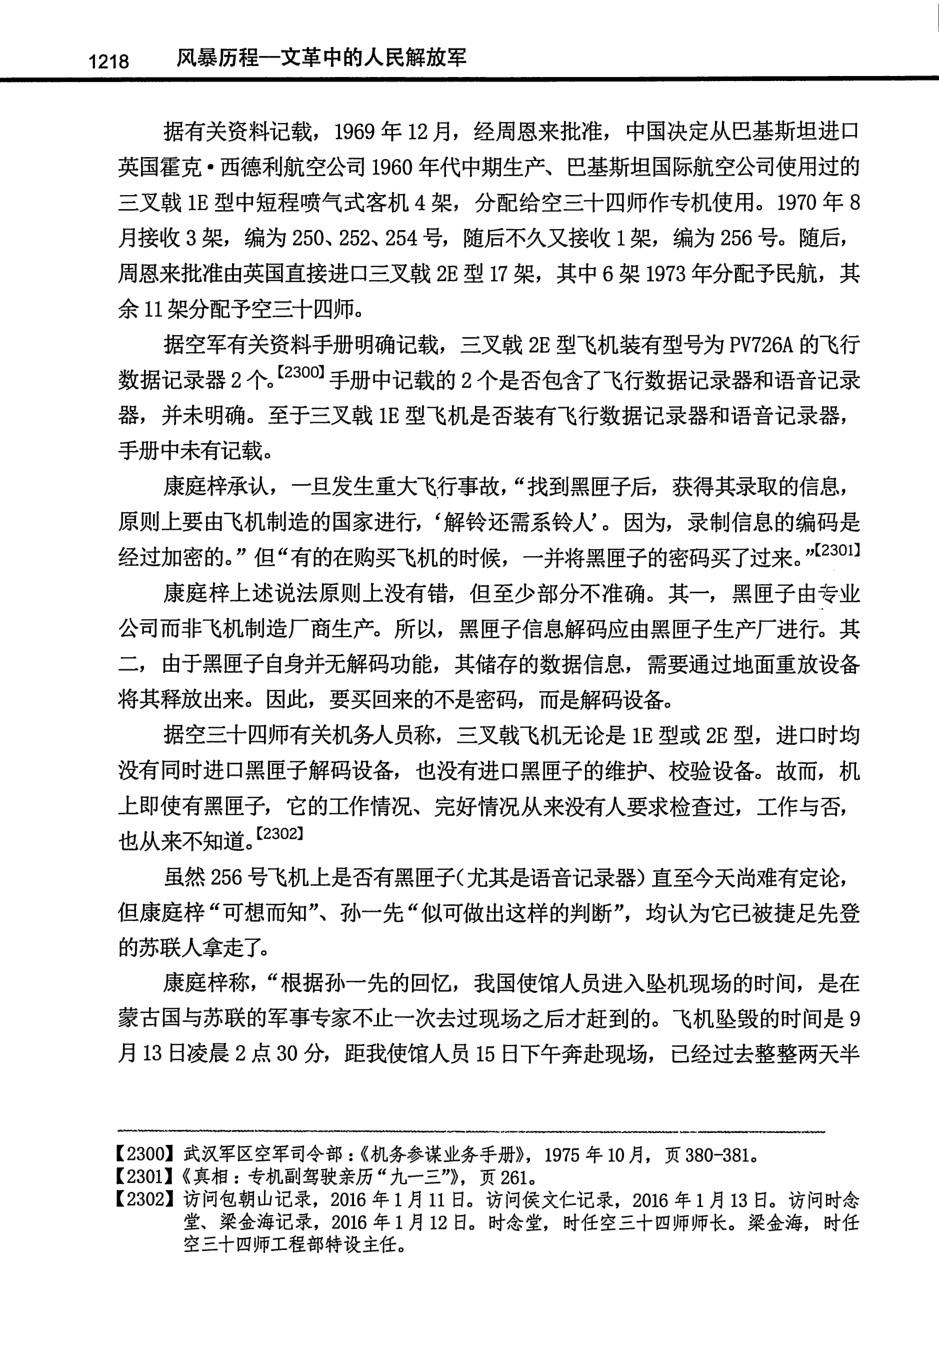 1218 风暴历程—文革中的人民解放军
据有关资料记载，1969 年 12 月，经周恩来批准，中国决定从巴基斯坦进口
英国霍克·西德利航空公司 1960 年代中期生产、巴基斯坦国际航空公司使用过的
三叉戟 1E 型中短程喷气式客机 4 架，分配给空三十四师作专机使用。1970 年 8
月接收 3 架，编为 250、252、254 号，随后不久又接收 1 架，编为 256 号。随后，
周恩来批准由英国直接进口三叉戟 2E 型 17 架，其中 6 架 1973 年分配予民航，其
余 11 架分配予空三十四师。
据空军有关资料手册明确记载，三叉戟 2E 型飞机装有型号为 PV726A 的飞行
数据记录器 2 个。【2300】手册中记载的 2 个是否包含了飞行数据记录器和语音记录
器，并未明确。至于三叉戟 1E 型飞机是否装有飞行数据记录器和语音记录器，
手册中未有记载。
康庭梓承认，一旦发生重大飞行事故，“找到黑匣子后，获得其录取的信息，
原则上要由飞机制造的国家进行，‘解铃还需系铃人’。因为，录制信息的编码是
经过加密的。”但“有的在购买飞机的时候，一并将黑匣子的密码买了过来。”【2301】
康庭梓上述说法原则上没有错，但至少部分不准确。其一，黑匣子由专业
公司而非飞机制造厂商生产。所以，黑匣子信息解码应由黑匣子生产厂进行。其
二，由于黑匣子自身并无解码功能，其储存的数据信息，需要通过地面重放设备
将其释放出来。因此，要买回来的不是密码，而是解码设备。
据空三十四师有关机务人员称，三叉戟飞机无论是 1E 型或 2E 型，进口时均
没有同时进口黑匣子解码设备，也没有进口黑匣子的维护、校验设备。故而，机
上即使有黑匣子，它的工作情况、完好情况从来没有人要求检查过，工作与否，
也从来不知道。【2302】
虽然 256 号飞机上是否有黑匣子（尤其是语音记录器）直至今天尚难有定论，
但康庭梓“可想而知”、孙一先“似可做出这样的判断”，均认为它已被捷足先登
的苏联人拿走了。
康庭梓称，“根据孙一先的回忆，我国使馆人员进入坠机现场的时间，是在
蒙古国与苏联的军事专家不止一次去过现场之后才赶到的。飞机坠毁的时间是 9
月 13 日凌晨 2 点 30 分，距我使馆人员 15 日下午奔赴现场，已经过去整整两天半
【2300】武汉军区空军司令部：《机务参谋业务手册》，1975 年 10 月，页 380-381。
【2301】《真相：专机副驾驶亲历“九一三”》，页 261。
【2302】访问包朝山记录，2016 年 1 月 11 日。访问侯文仁记录，2016 年 1 月 13 日。访问时念
堂、梁金海记录，2016 年 1 月 12 日。时念堂，时任空三十四师师长。梁金海，时任
空三十四师工程部特设主任。